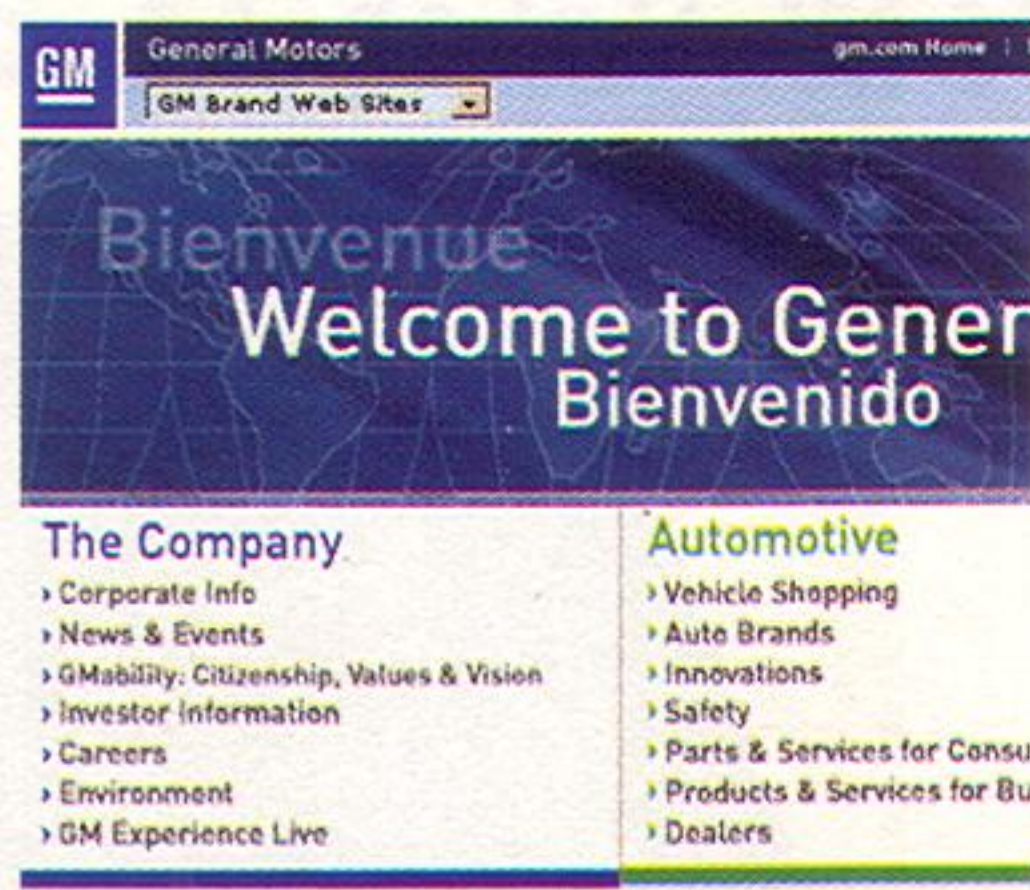 GM
General Motors
gm.com Home |
GM Brand Web Sites
Bienvenue
Welcome to Gener
Bienvenido
The Company
› Corporate Info
› News & Events
› GMability: Citizenship, Values & Vision
› Investor Information
› Careers
› Environment
› GM Experience Live
Automotive
› Vehicle Shopping
› Auto Brands
› Innovations
› Safety
› Parts & Services for Consu
› Products & Services for Bu
› Dealers